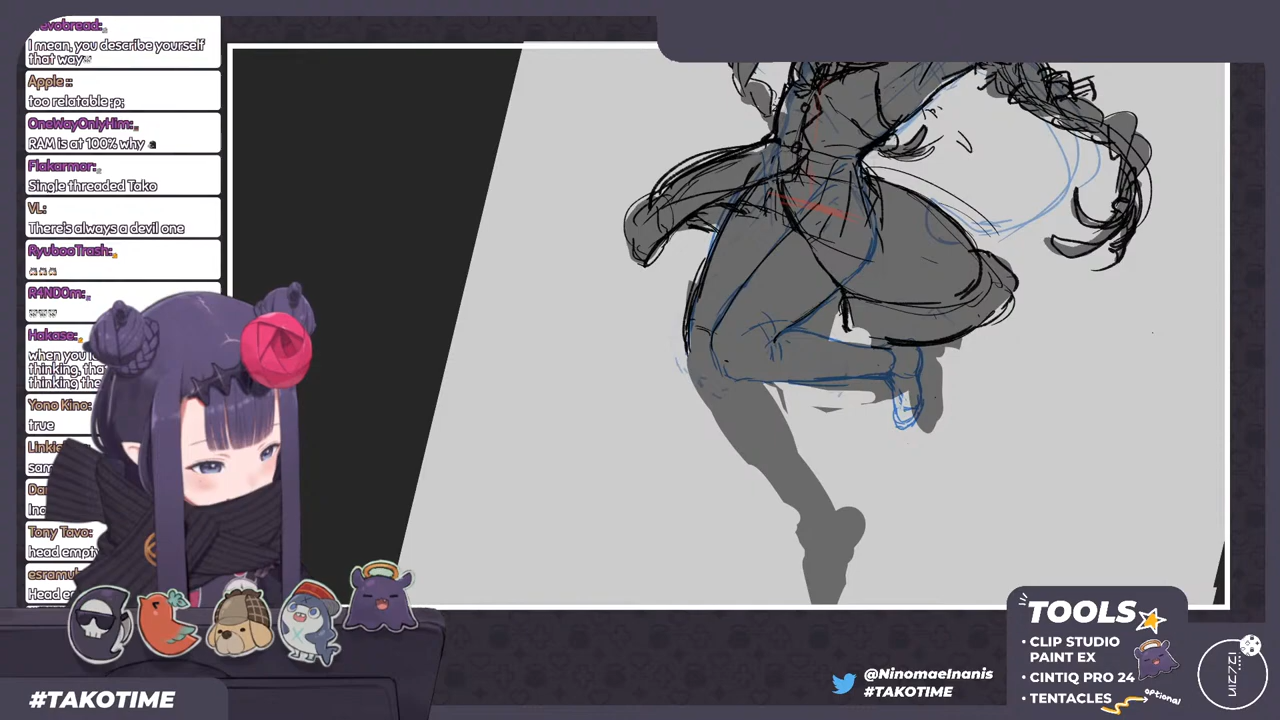 I mean, you describe yourself
that way
Apple ::
too relatable ;p;
OneWayOnlyHim:
RAM is at 100% why
Flakarmor:
Single threaded Tako
VL:
There's always a devil one
RyubooTrash:
R4ND0m:
Hakase:
when you
thinking, tha
thinking the
Yono Kino:
true
sam
Tony Tavo:
head empty
Head e
TOOLS
• CLIP STUDIO
PAINT EX
• CINTIQ PRO 24
• TENTACLES optional
@NinomaeInanis
#TAKOTIME
#TAKOTIME